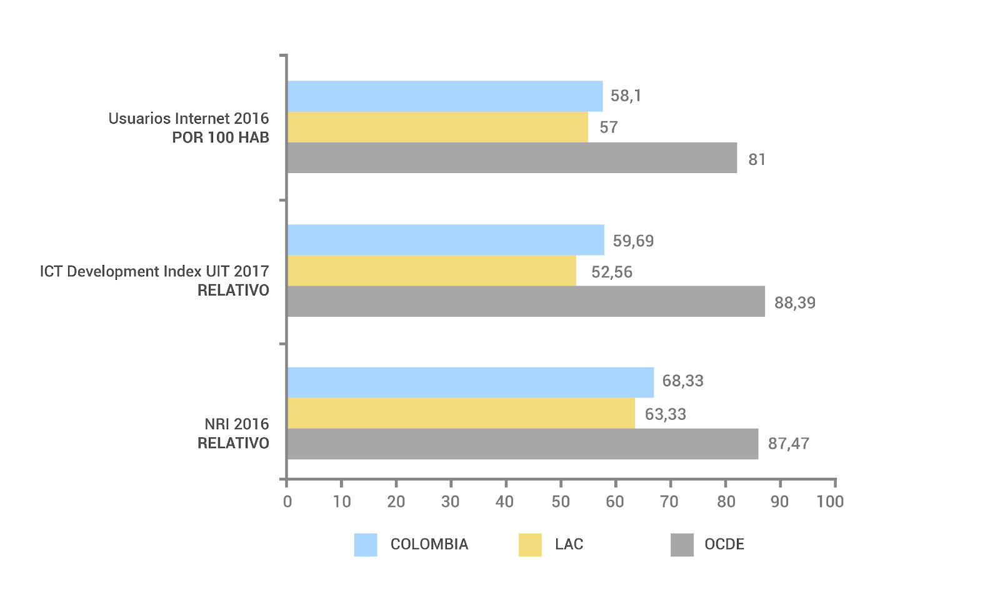 58,1
Usuarios Internet 2016
POR 100 HAB
57
81
59,69
ICT Development Index UIT 2017
RELATIVO
52,56
88,39
68,33
63,33
NRI 2016
RELATIVO
87,47
0 10 20 30 40 50 60 70 80 90 100
COLOMBIA LAC OCDE